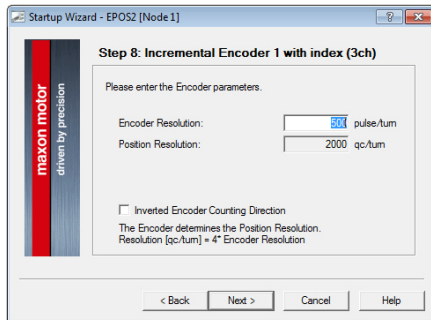 Startup Wizard - EPOS2 [Node1]
Step 8: Incremental Encoder 1 with index (3ch)
maxon motor
driven by precision
Please enter the Encoder parameters.
Encoder Resolution: 500 pulse/turn
Position Resolution: 2000 qc/turn
Inverted Encoder Counting Direction
The Encoder determines the Position Resolution.
Resolution [qc/turn] = 4* Encoder Resolution
< Back Next > Cancel Help